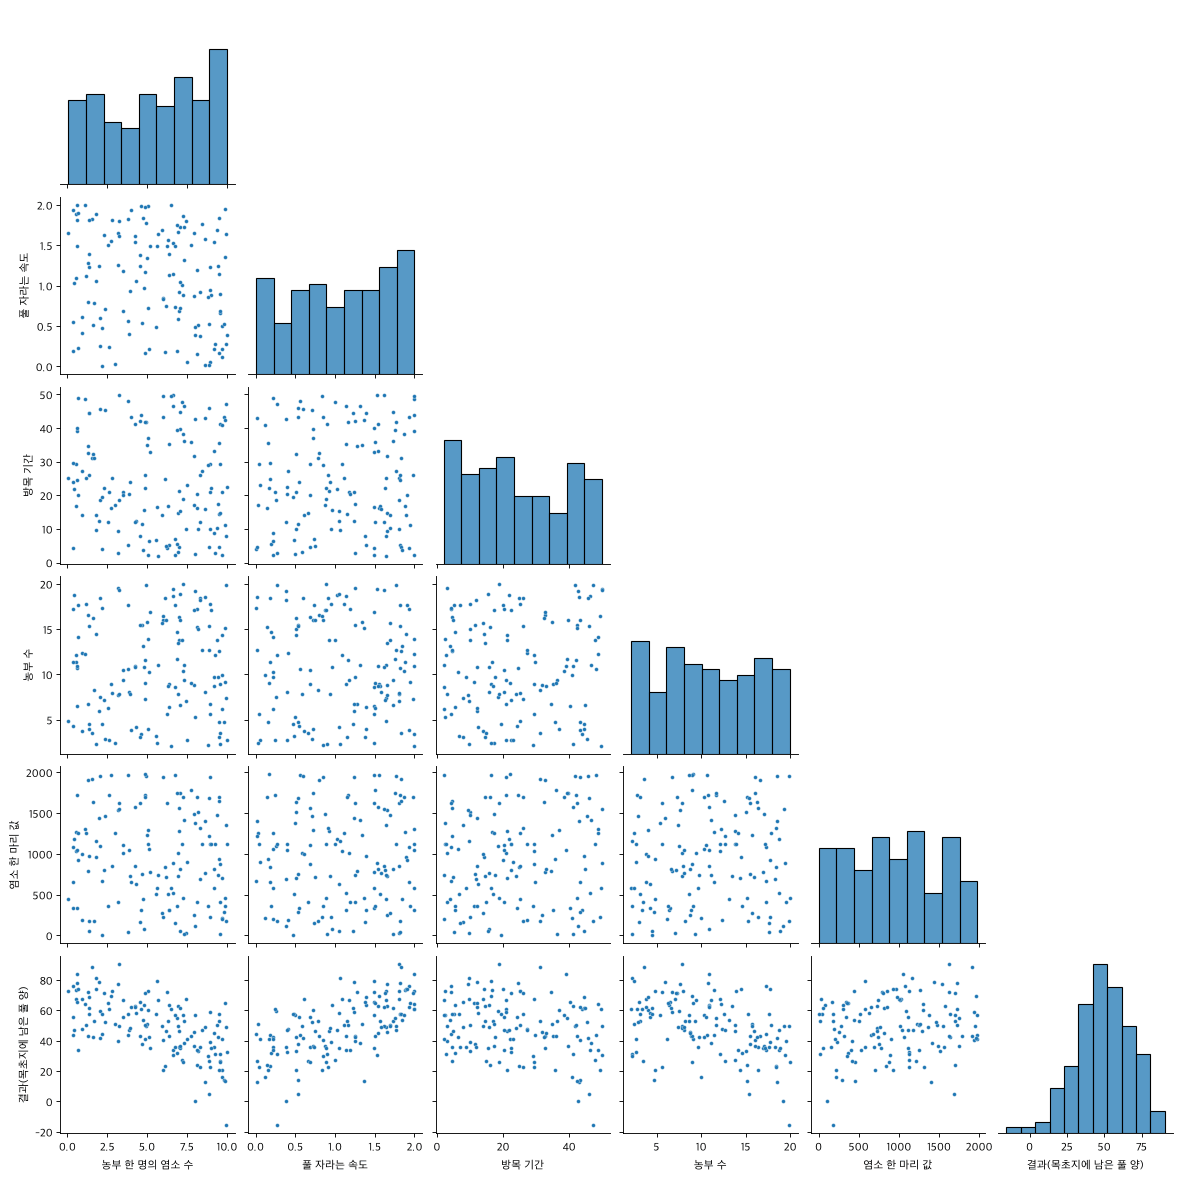 2.0
1.5
1.0
0.5
0.0
풀 자라는 속도
50
40
30
20
10
0
방목 기간
20
15
10
5
농부 수
2000
1500
1000
500
0
염소 한 마리 값
80
60
40
20
0
−20
결과(목초지에 남은 풀 양)
0.0 2.5 5.0 7.5 10.0
농부 한 명의 염소 수
0.0 0.5 1.0 1.5 2.0
풀 자라는 속도
0 20 40
방목 기간
5 10 15 20
농부 수
0 500 1000 1500 2000
염소 한 마리 값
0 25 50 75
결과(목초지에 남은 풀 양)